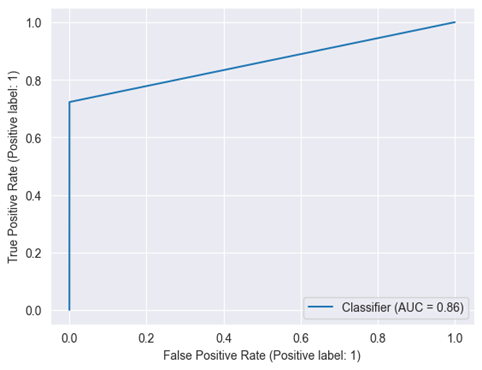 1.0
0.8
0.6
0.4
0.2
0.0
True Positive Rate (Positive label: 1)
Classifier (AUC = 0.86)
0.0 0.2 0.4 0.6 0.8 1.0
False Positive Rate (Positive label: 1)